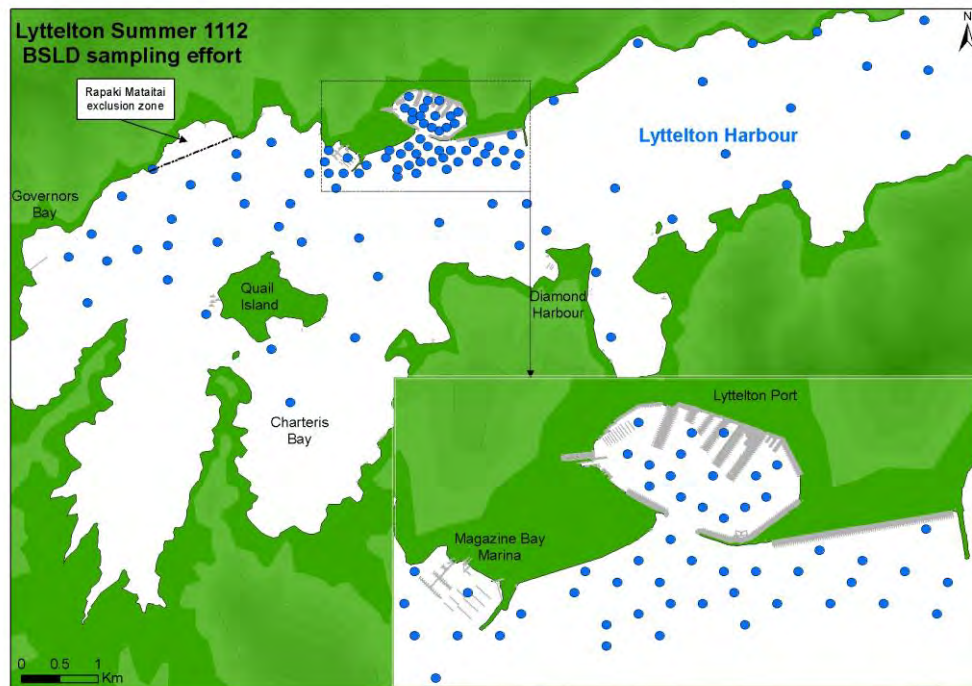 Lyttelton Summer 1112
BSLD sampling effort
N
Rapaki Mataitai
exclusion zone
Lyttelton Harbour
Governors
Bay
Quail
Island
Diamond
Harbour
Charteris
Bay
Lyttelton Port
Magazine Bay
Marina
0 0.5 1
Km